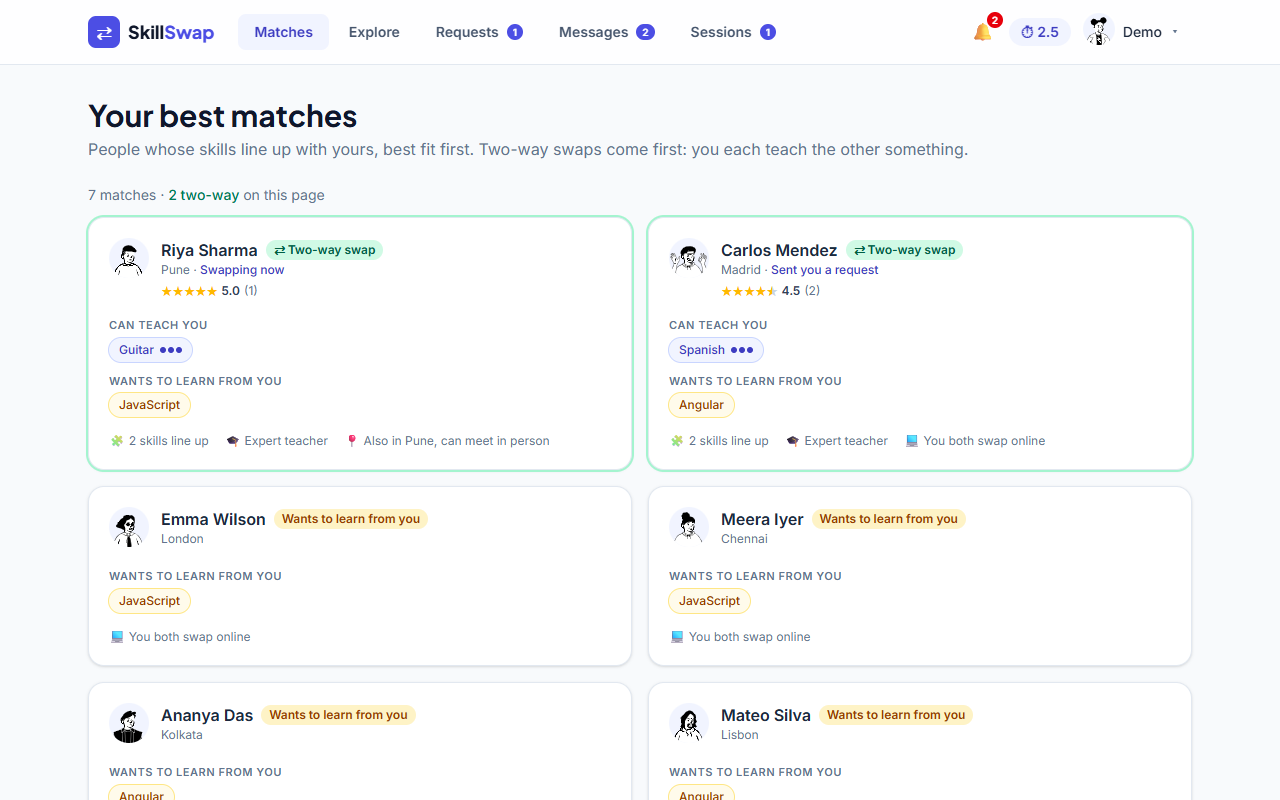 SkillSwap
Matches
Explore
Requests 1
Messages 2
Sessions 1
2
2.5
Demo
Your best matches
People whose skills line up with yours, best fit first. Two-way swaps come first: you each teach the other something.
7 matches · 2 two-way on this page
Riya Sharma ⇄ Two-way swap
Pune · Swapping now
★★★★★ 5.0 (1)
CAN TEACH YOU
Guitar
WANTS TO LEARN FROM YOU
JavaScript
2 skills line up
Expert teacher
Also in Pune, can meet in person
Carlos Mendez ⇄ Two-way swap
Madrid · Sent you a request
4.5 (2)
CAN TEACH YOU
Spanish
WANTS TO LEARN FROM YOU
Angular
2 skills line up
Expert teacher
You both swap online
Emma Wilson Wants to learn from you
London
WANTS TO LEARN FROM YOU
JavaScript
You both swap online
Meera Iyer Wants to learn from you
Chennai
WANTS TO LEARN FROM YOU
JavaScript
You both swap online
Ananya Das Wants to learn from you
Kolkata
WANTS TO LEARN FROM YOU
Angular
Mateo Silva Wants to learn from you
Lisbon
WANTS TO LEARN FROM YOU
Angular